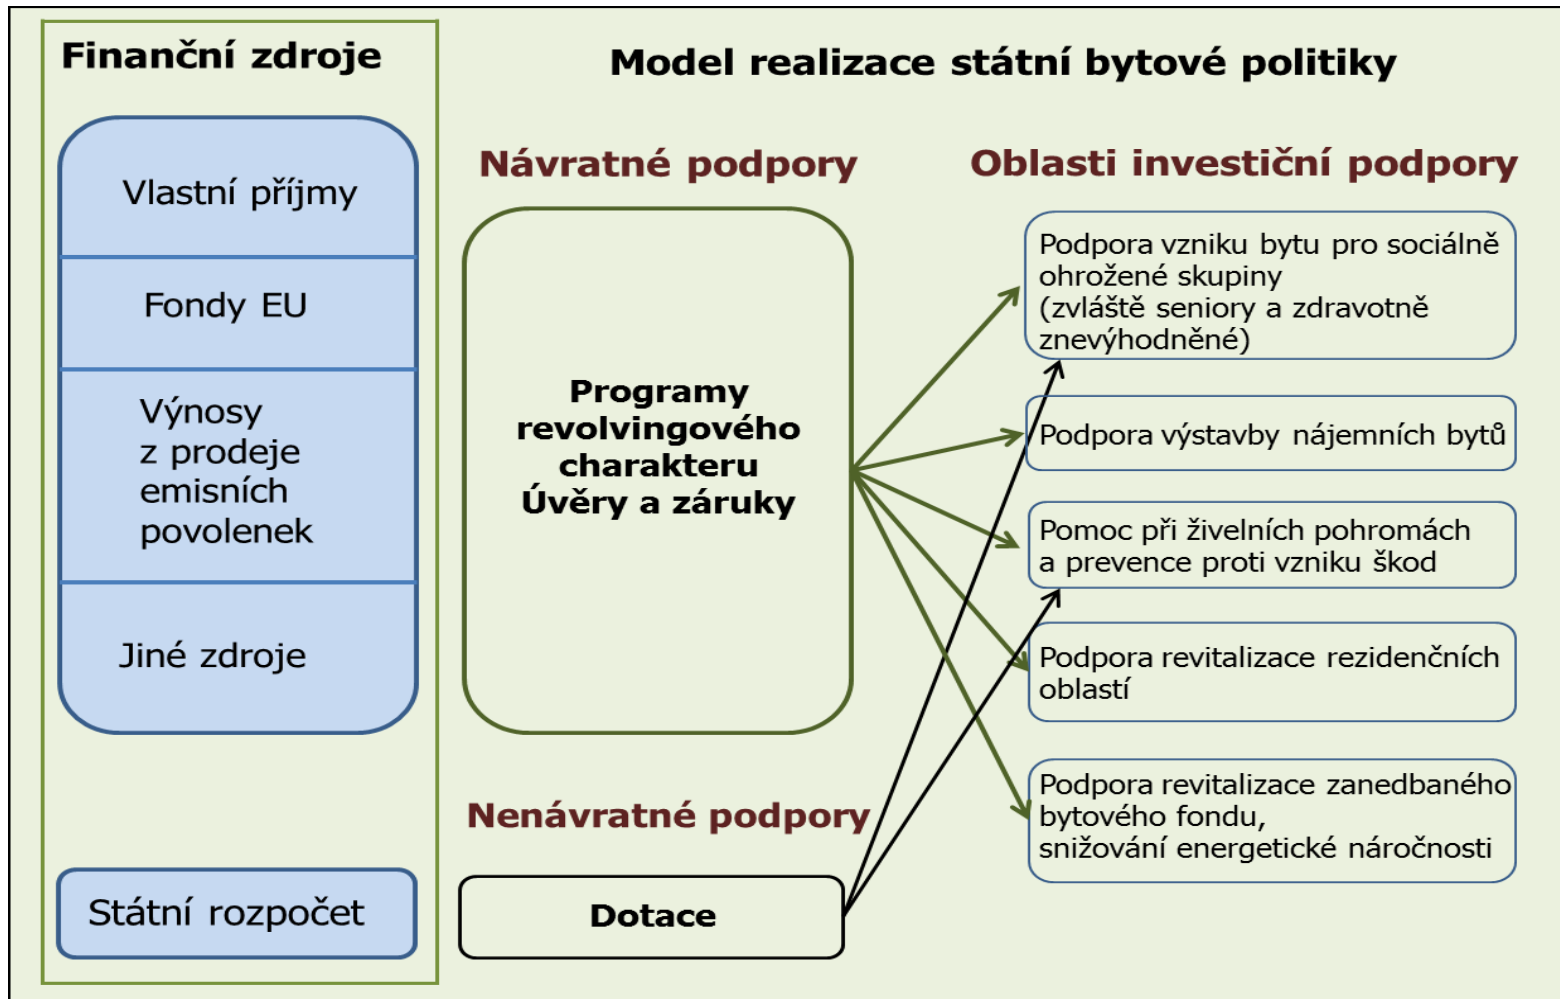 Finanční zdroje
Vlastní příjmy
Fondy EU
Výnosy
z prodeje
emisních
povolenek
Jiné zdroje
Státní rozpočet
Model realizace státní bytové politiky
Návratné podpory
Programy
revolvingového
charakteru
Úvěry a záruky
Nenávratné podpory
Dotace
Oblasti investiční podpory
Podpora vzniku bytu pro sociálně
ohrožené skupiny
(zvláště seniory a zdravotně
znevýhodněné)
Podpora výstavby nájemních bytů
Pomoc při živelních pohromách
a prevence proti vzniku škod
Podpora revitalizace rezidenčních
oblastí
Podpora revitalizace zanedbaného
bytového fondu,
snižování energetické náročnosti